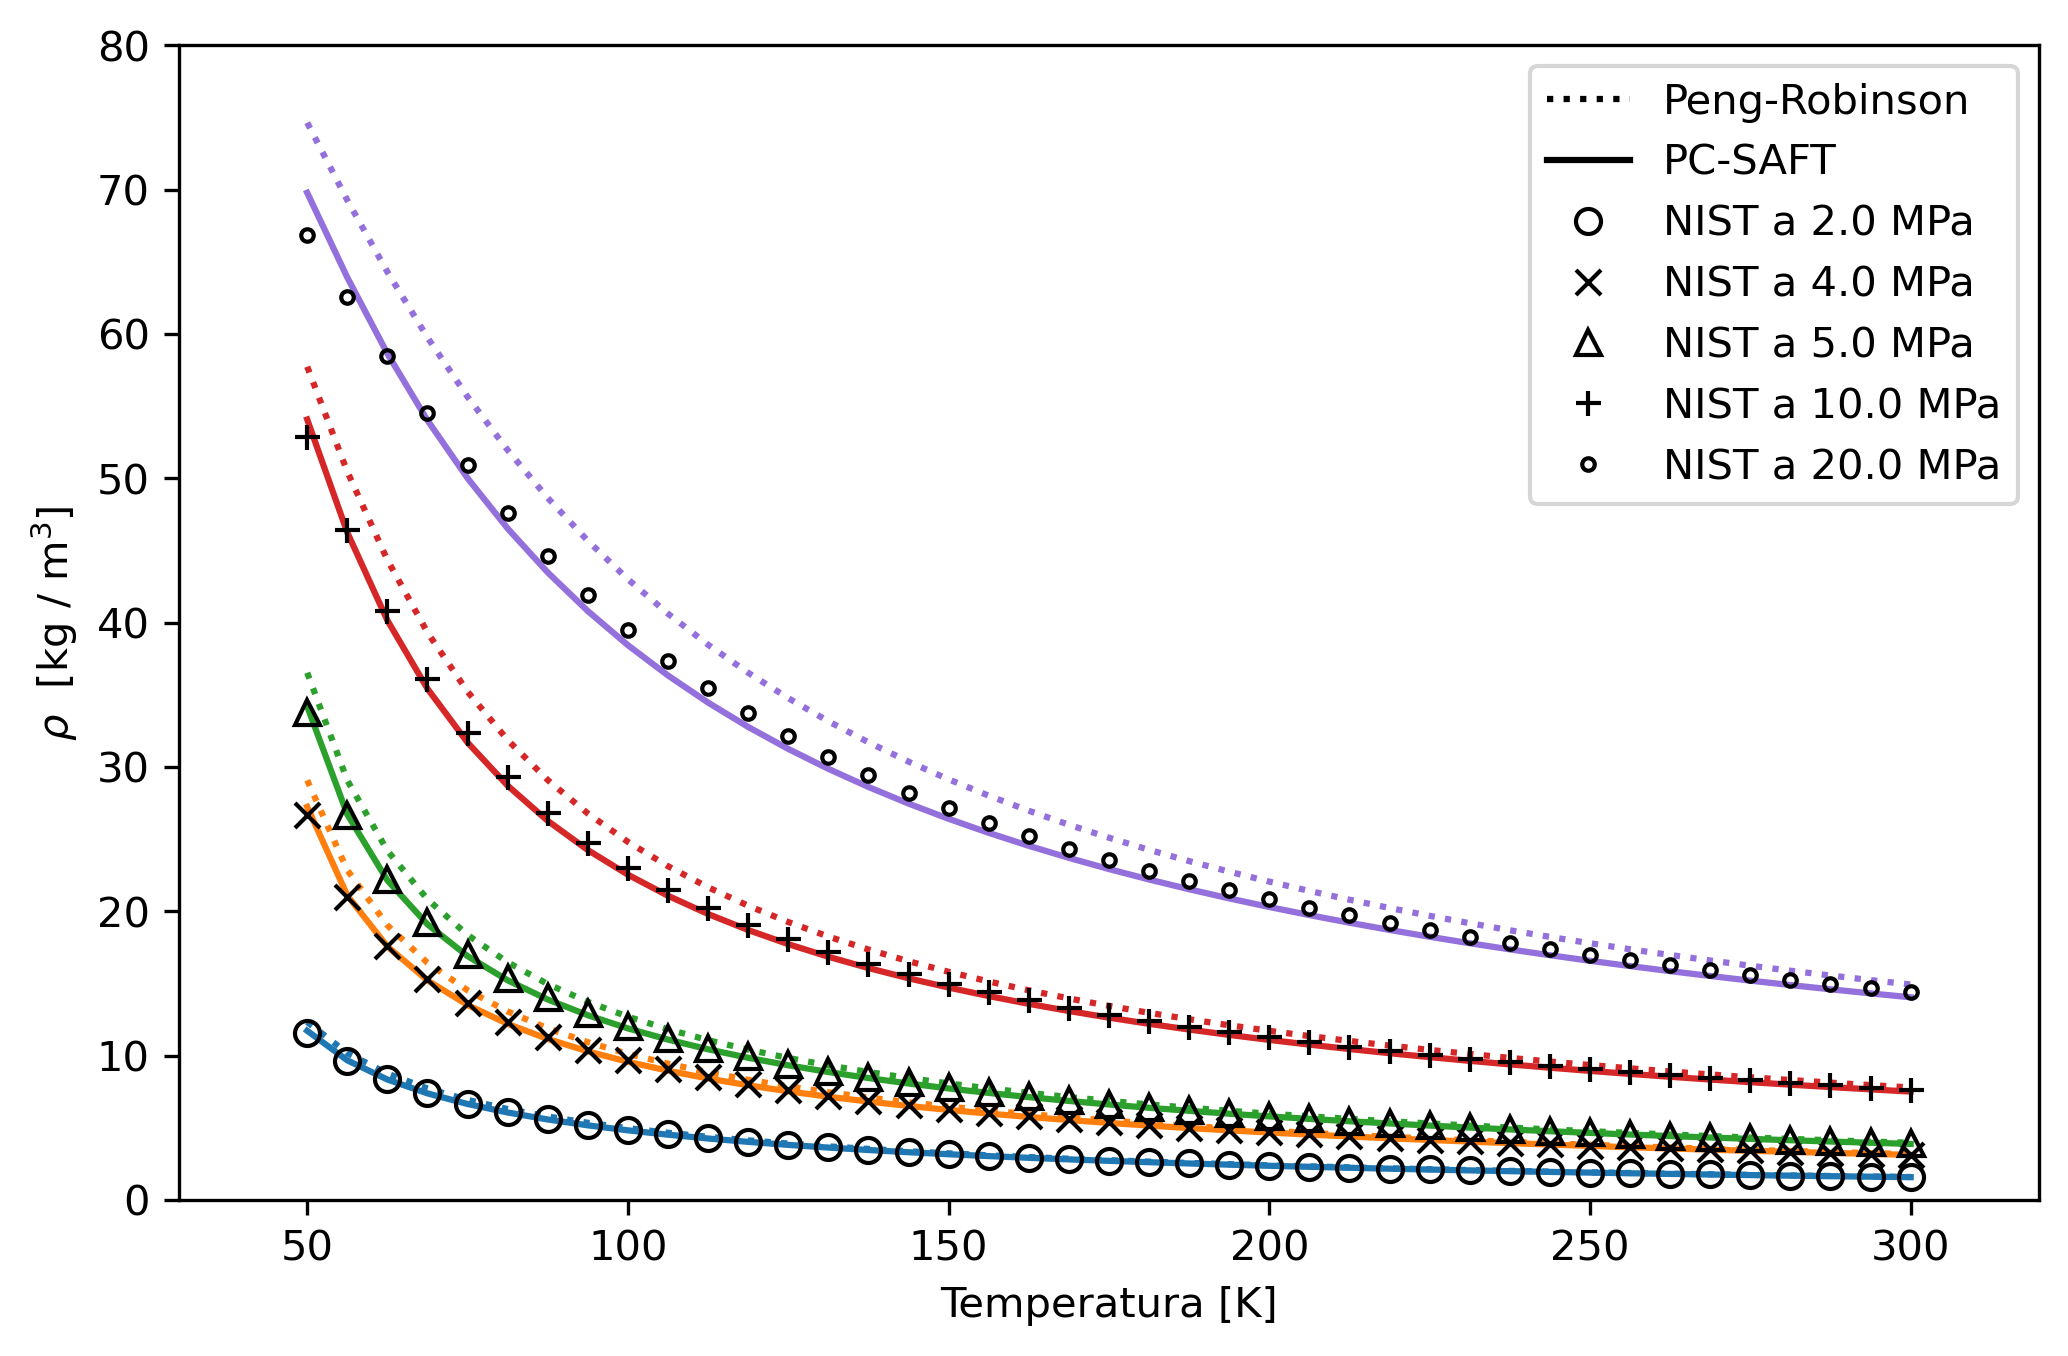 80
70
60
50
40
30
20
10
0
ρ [kg / m³]
50 100 150 200 250 300
Temperatura [K]
Peng-Robinson
PC-SAFT
NIST a 2.0 MPa
NIST a 4.0 MPa
NIST a 5.0 MPa
NIST a 10.0 MPa
NIST a 20.0 MPa